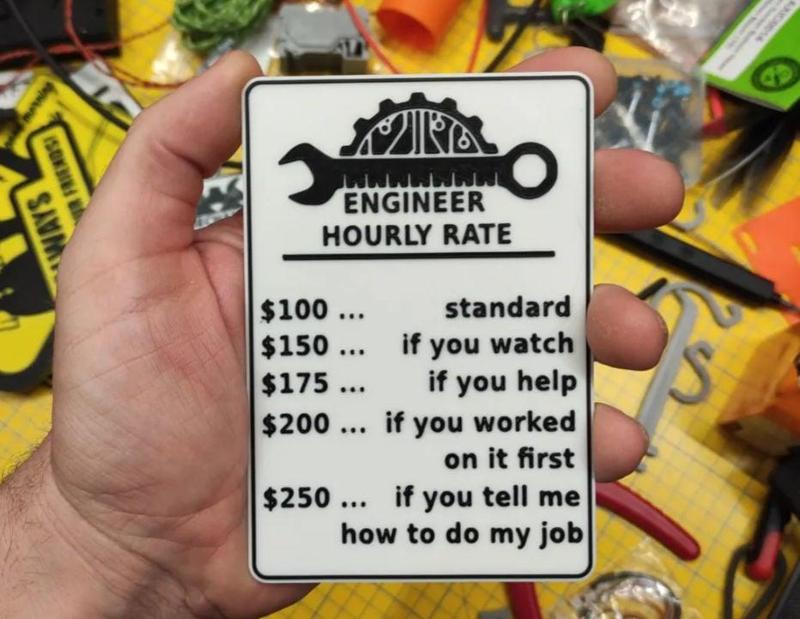 ENGINEER
HOURLY RATE
$100 ... standard
$150 ... if you watch
$175 ... if you help
$200 ... if you worked
on it first
$250 ... if you tell me
how to do my job
WAYS